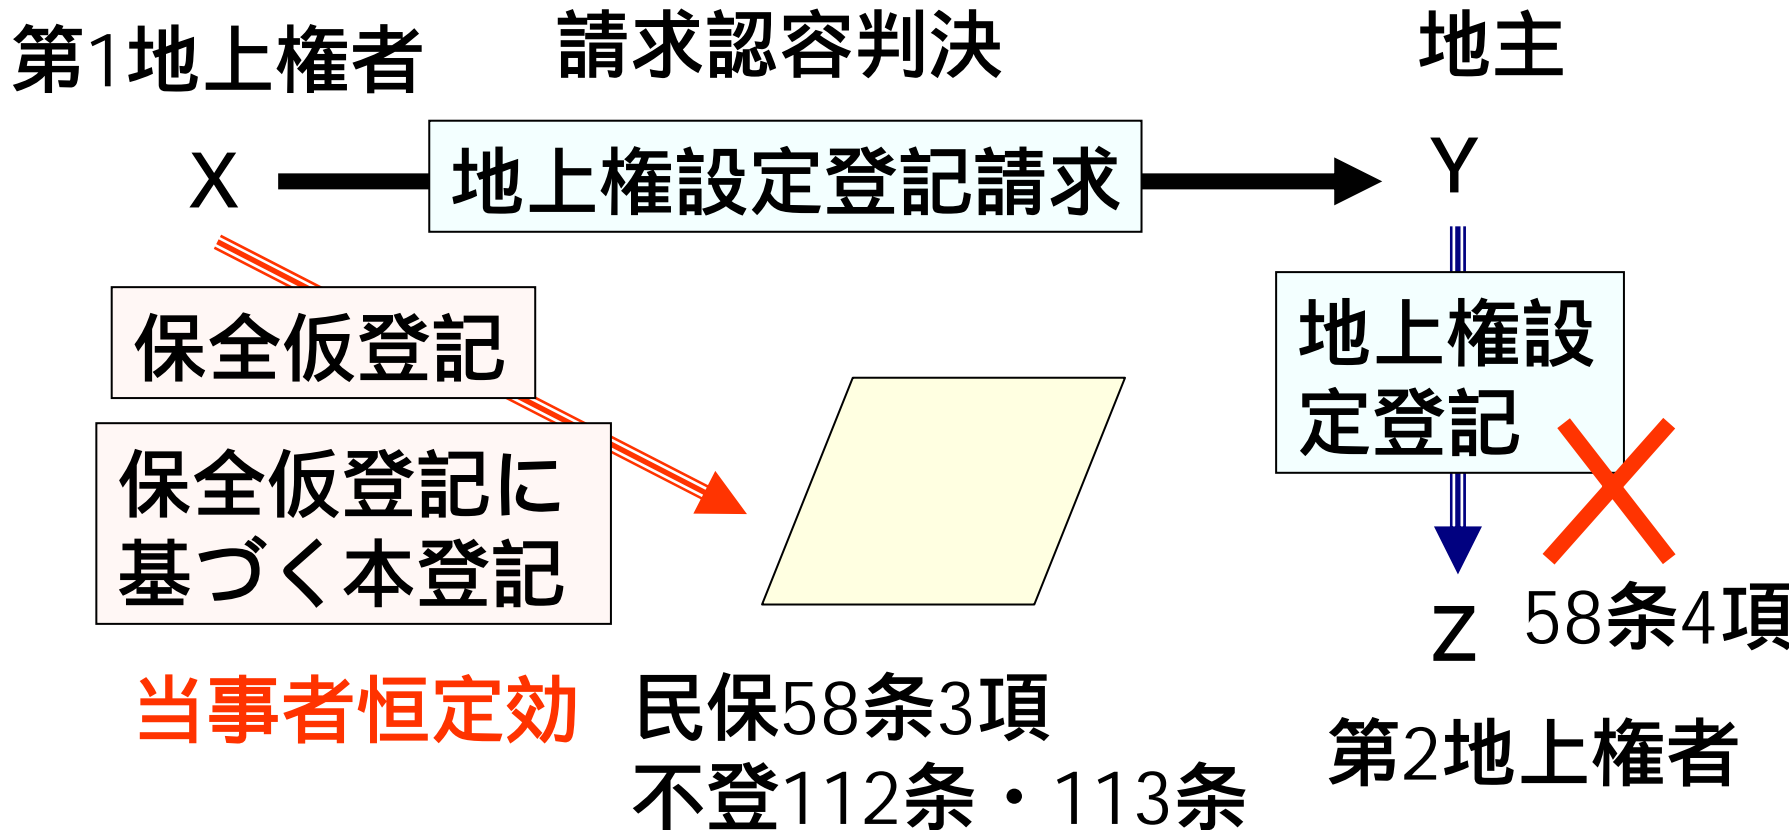 第1地上権者
請求認容判決
地主
X
地上権設定登記請求
Y
保全仮登記
地上権設
定登記
保全仮登記に
基づく本登記
Z
58条4項
当事者恒定効
民保58条3項
不登112条・113条
第2地上権者